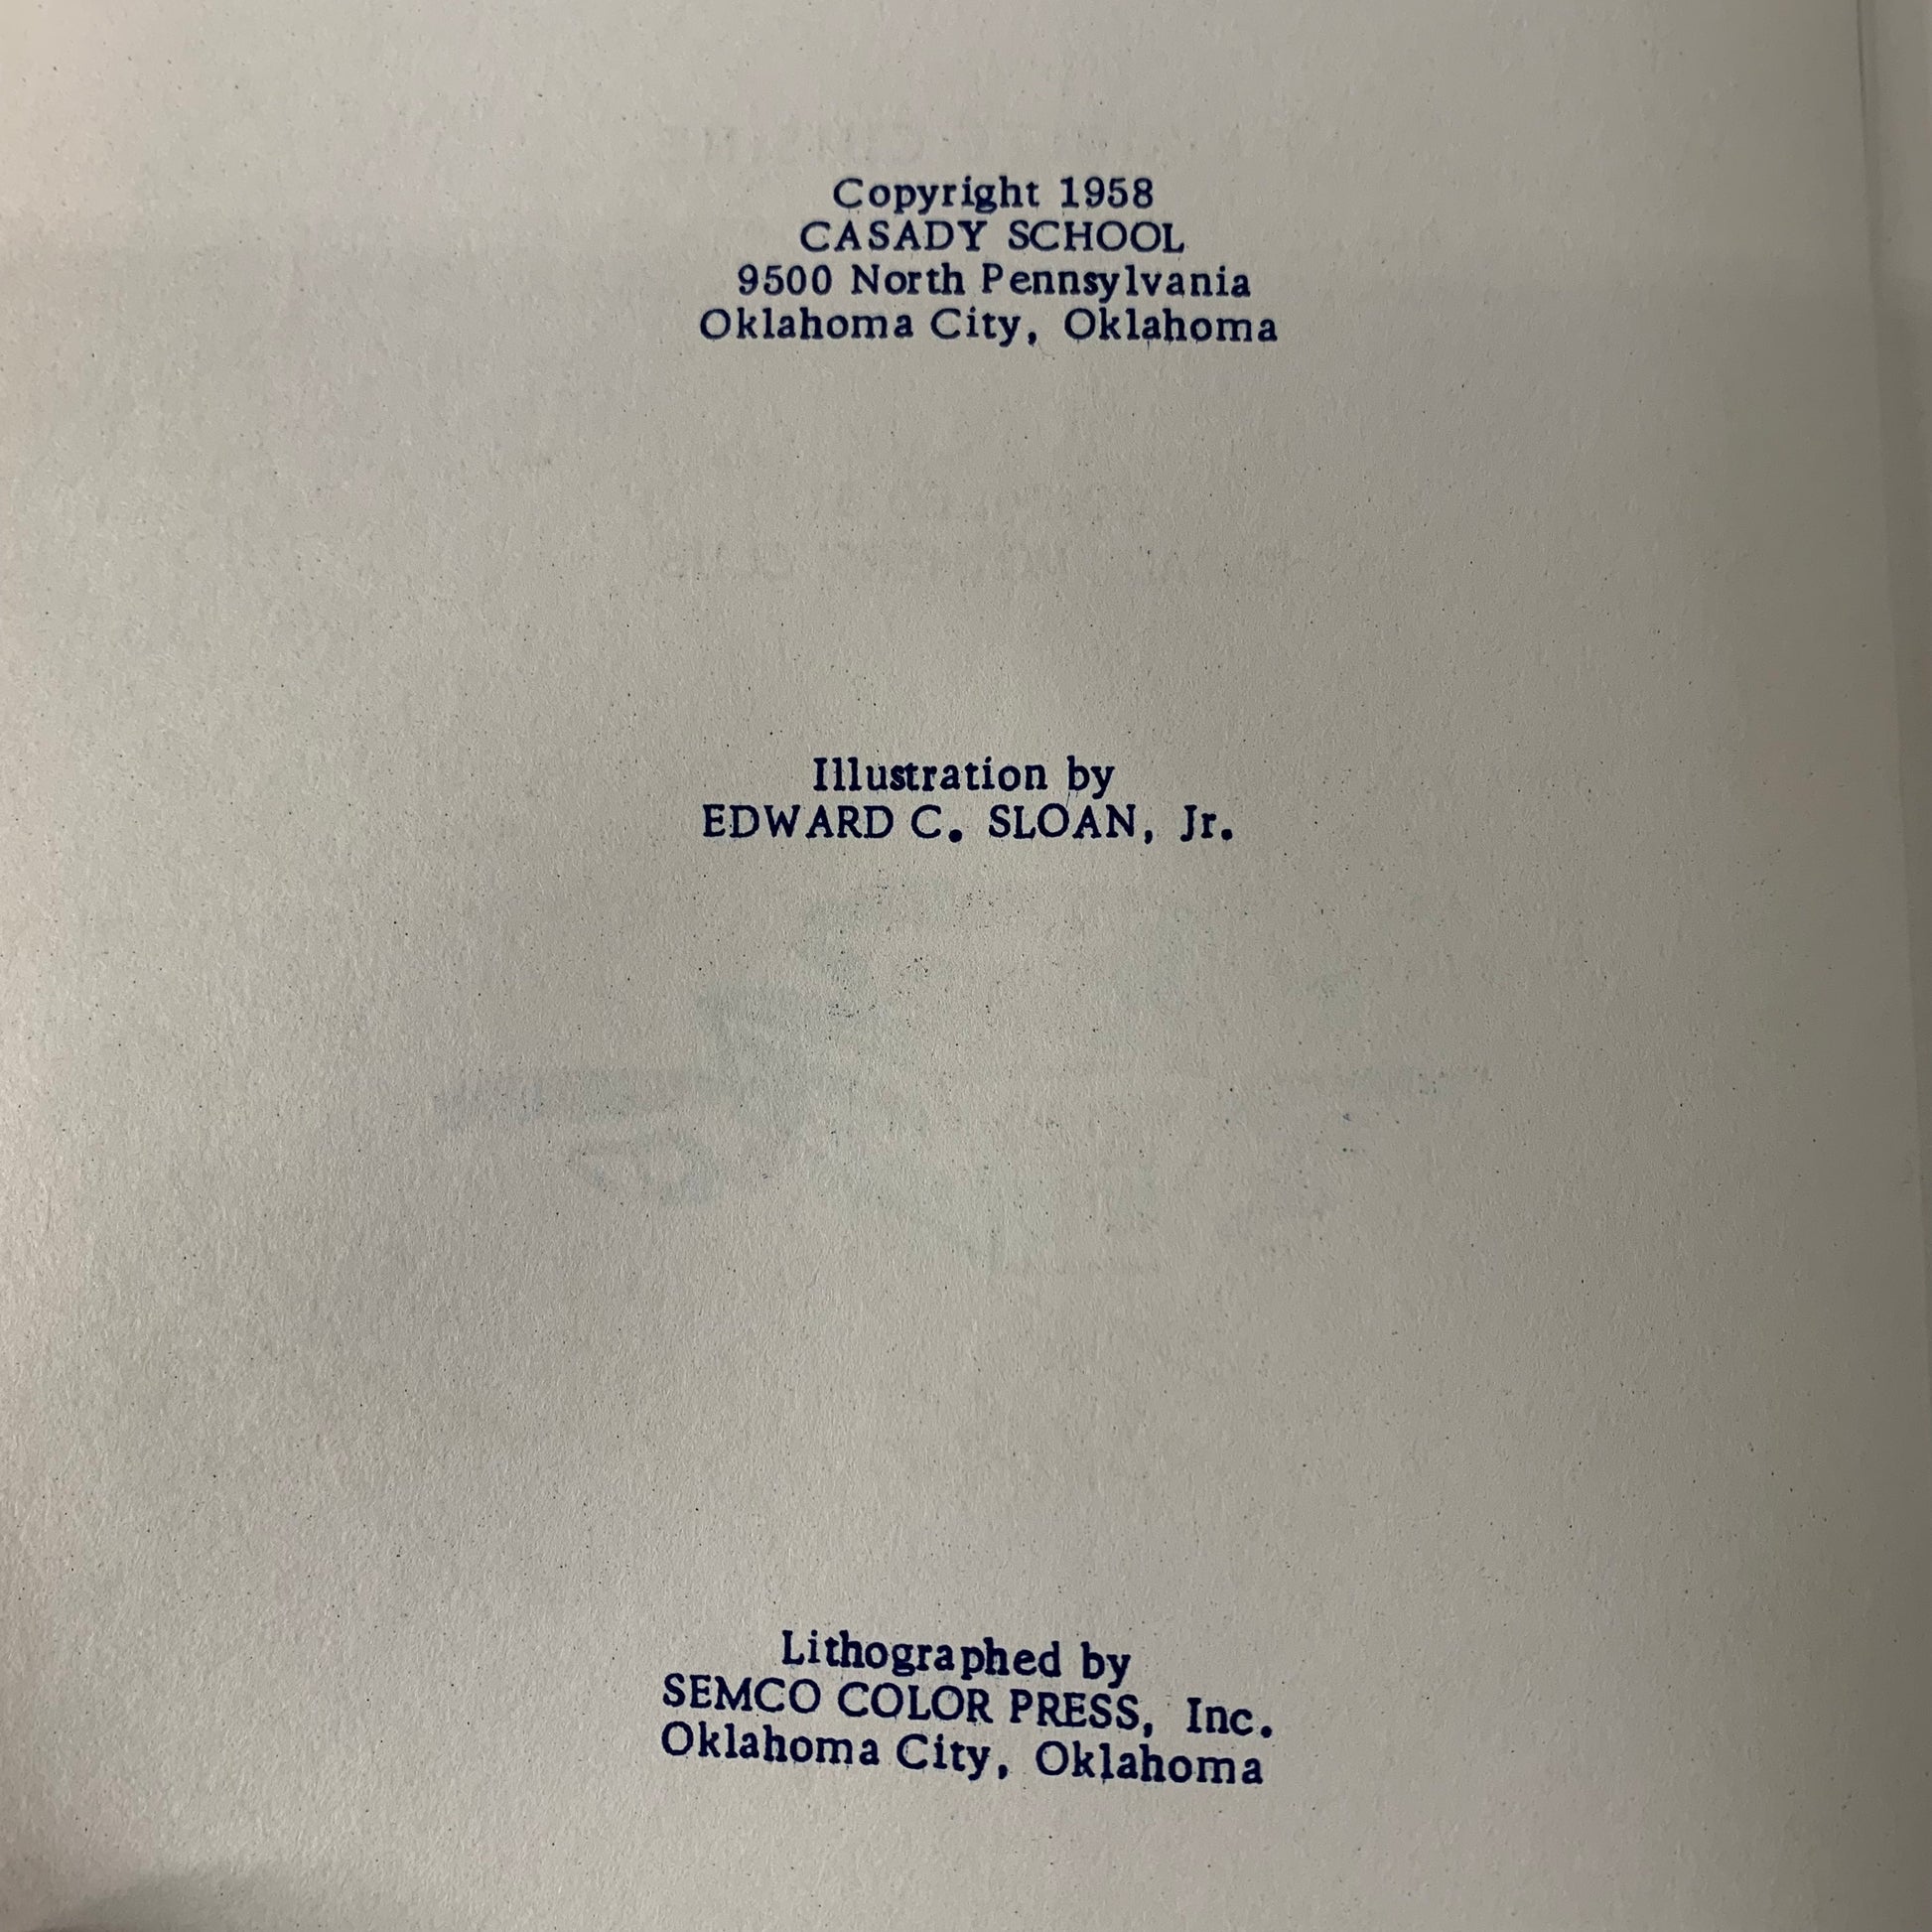 Copyright 1958
CASADY SCHOOL
9500 North Pennsylvania
Oklahoma City, Oklahoma
Illustration by
EDWARD C. SLOAN, Jr.
Lithographed by
SEMCO COLOR PRESS, Inc.
Oklahoma City, Oklahoma